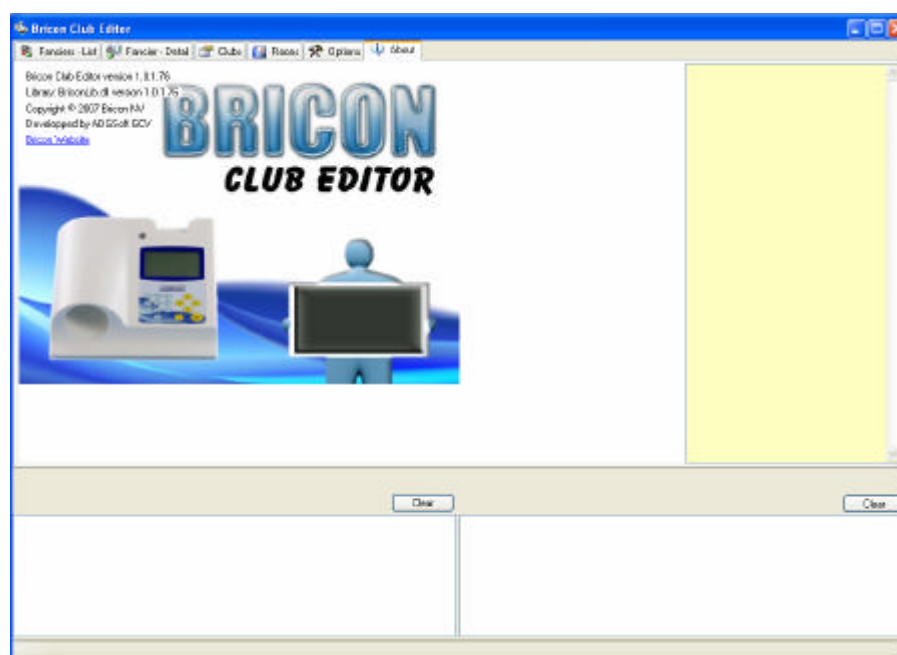 Bricon Club Editor
Fanciers - List Fancier - Detail Clubs Races Options About
Bricon Club Editor version 1.0.1.76
Library: BriconLib.dll version 1.0.1.76
Copyright © 2007 Bricon NV
Developped by ADGSoft GCV
Bricon Website
BRICON
CLUB EDITOR
Clear Clear